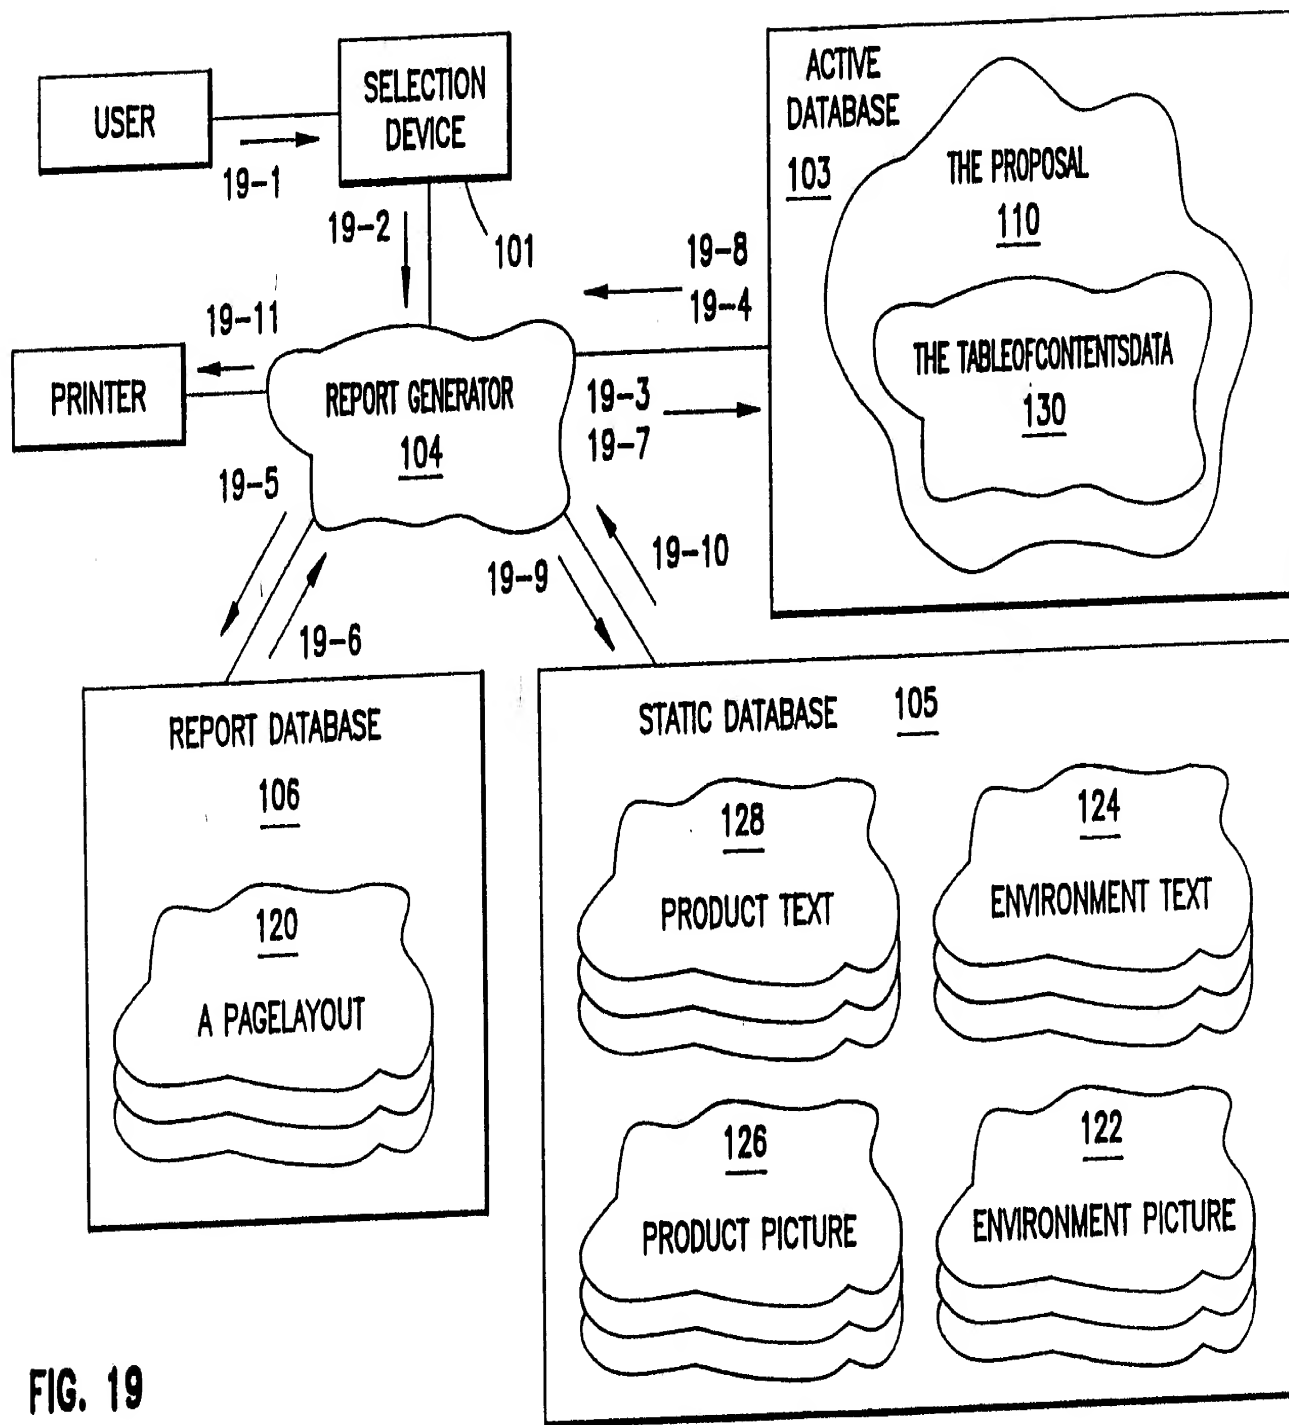 USER
19-1
SELECTION
DEVICE
101
19-2
ACTIVE
DATABASE
103
THE PROPOSAL
110
THE TABLEOFCONTENTSDATA
130
19-8
19-4
19-11
PRINTER
REPORT GENERATOR
104
19-3
19-7
19-5
19-6
19-9
19-10
REPORT DATABASE
106
120
A PAGELAYOUT
STATIC DATABASE 105
128
PRODUCT TEXT
124
ENVIRONMENT TEXT
126
PRODUCT PICTURE
122
ENVIRONMENT PICTURE
FIG. 19